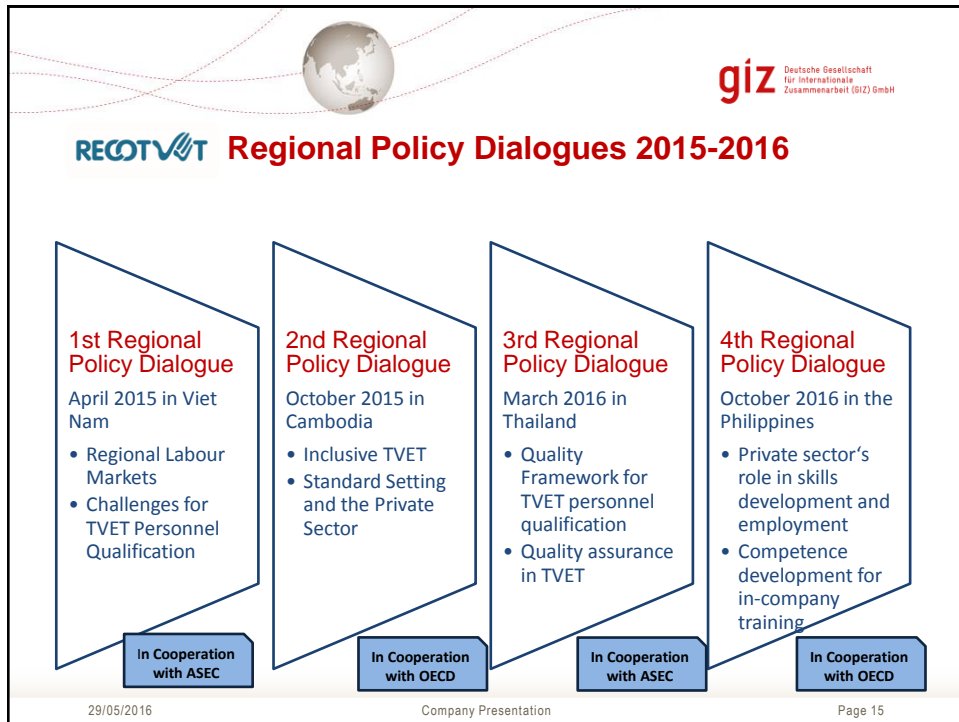 giz
Deutsche Gesellschaft
für Internationale
Zusammenarbeit (GIZ) GmbH
RECOTVET
Regional Policy Dialogues 2015-2016
1st Regional
Policy Dialogue
April 2015 in Viet
Nam
• Regional Labour
Markets
• Challenges for
TVET Personnel
Qualification
In Cooperation
with ASEC
2nd Regional
Policy Dialogue
October 2015 in
Cambodia
• Inclusive TVET
• Standard Setting
and the Private
Sector
In Cooperation
with OECD
3rd Regional
Policy Dialogue
March 2016 in
Thailand
• Quality
Framework for
TVET personnel
qualification
• Quality assurance
in TVET
In Cooperation
with ASEC
4th Regional
Policy Dialogue
October 2016 in the
Philippines
• Private sector‘s
role in skills
development and
employment
• Competence
development for
in-company
training
In Cooperation
with OECD
29/05/2016
Company Presentation
Page 15